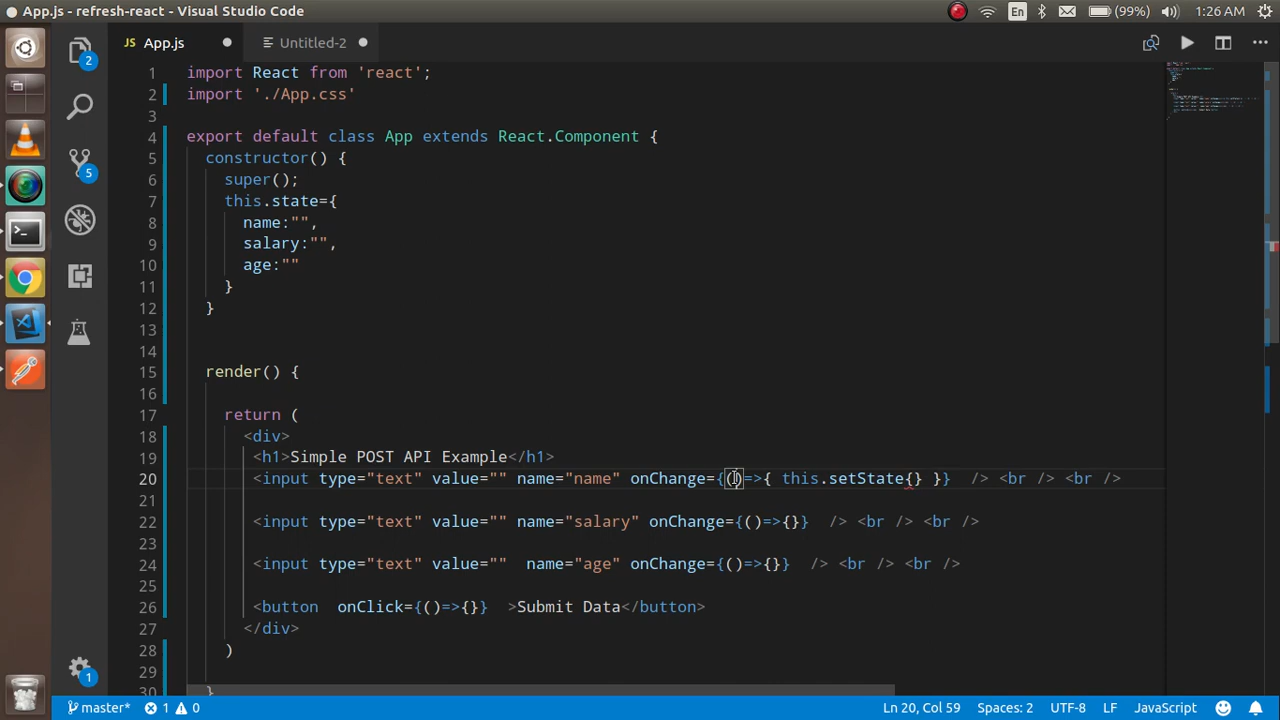 App.js - refresh-react - Visual Studio Code
En
(99%)
1:26 AM
JS App.js
Untitled-2
2
5
1
1 import React from 'react';
2 import './App.css'
3
4 export default class App extends React.Component {
5 constructor() {
6 super();
7 this.state={
8 name:"",
9 salary:"",
10 age:""
11 }
12 }
13
14
15 render() {
16
17 return (
18 <div>
19 <h1>Simple POST API Example</h1>
20 <input type="text" value="" name="name" onChange={()=>{ this.setState{} }} /> <br /> <br />
22 <input type="text" value="" name="salary" onChange={()=>{}} /> <br /> <br />
23
24 <input type="text" value="" name="age" onChange={()=>{}} /> <br /> <br />
25
26 <button onClick={()=>{}} >Submit Data</button>
27 </div>
28 )
29
30 }
master*
1
0
Ln 20, Col 59
Spaces: 2
UTF-8
LF
JavaScript